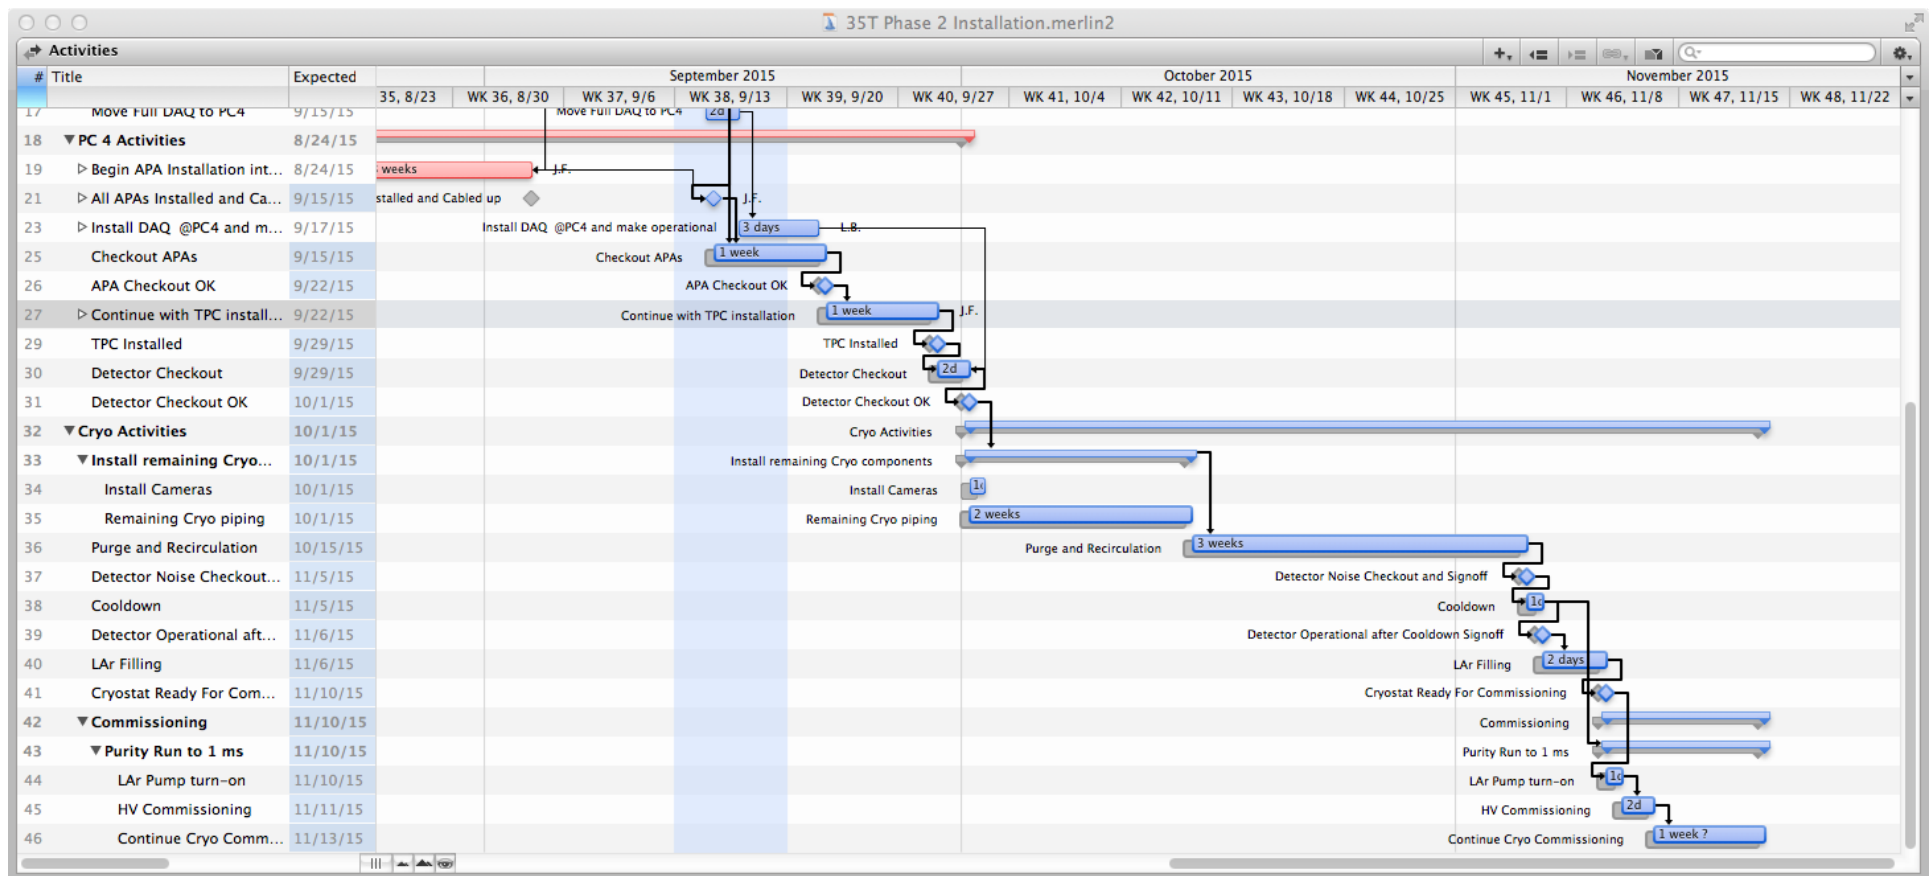 35T Phase 2 Installation.merlin2
Activities
# Title Expected
September 2015 October 2015 November 2015
35, 8/23 WK 36, 8/30 WK 37, 9/6 WK 38, 9/13 WK 39, 9/20 WK 40, 9/27 WK 41, 10/4 WK 42, 10/11 WK 43, 10/18 WK 44, 10/25 WK 45, 11/1 WK 46, 11/8 WK 47, 11/15 WK 48, 11/22
17 Move Full DAQ to PC4 9/15/15 Move Full DAQ to PC4 2d
18 PC 4 Activities 8/24/15
19 Begin APA Installation int... 8/24/15 weeks J.F.
21 All APAs Installed and Ca... 9/15/15 stalled and Cabled up J.F.
23 Install DAQ @PC4 and m... 9/17/15 Install DAQ @PC4 and make operational 3 days L.B.
25 Checkout APAs 9/15/15 Checkout APAs 1 week
26 APA Checkout OK 9/22/15 APA Checkout OK
27 Continue with TPC install... 9/22/15 Continue with TPC installation 1 week J.F.
29 TPC Installed 9/29/15 TPC Installed
30 Detector Checkout 9/29/15 Detector Checkout 2d
31 Detector Checkout OK 10/1/15 Detector Checkout OK
32 Cryo Activities 10/1/15 Cryo Activities
33 Install remaining Cryo... 10/1/15 Install remaining Cryo components
34 Install Cameras 10/1/15 Install Cameras
35 Remaining Cryo piping 10/1/15 Remaining Cryo piping 2 weeks
36 Purge and Recirculation 10/15/15 Purge and Recirculation 3 weeks
37 Detector Noise Checkout... 11/5/15 Detector Noise Checkout and Signoff
38 Cooldown 11/5/15 Cooldown
39 Detector Operational aft... 11/6/15 Detector Operational after Cooldown Signoff
40 LAr Filling 11/6/15 LAr Filling 2 days
41 Cryostat Ready For Com... 11/10/15 Cryostat Ready For Commissioning
42 Commissioning 11/10/15 Commissioning
43 Purity Run to 1 ms 11/10/15 Purity Run to 1 ms
44 LAr Pump turn-on 11/10/15 LAr Pump turn-on
45 HV Commissioning 11/11/15 HV Commissioning 2d
46 Continue Cryo Comm... 11/13/15 Continue Cryo Commissioning 1 week ?